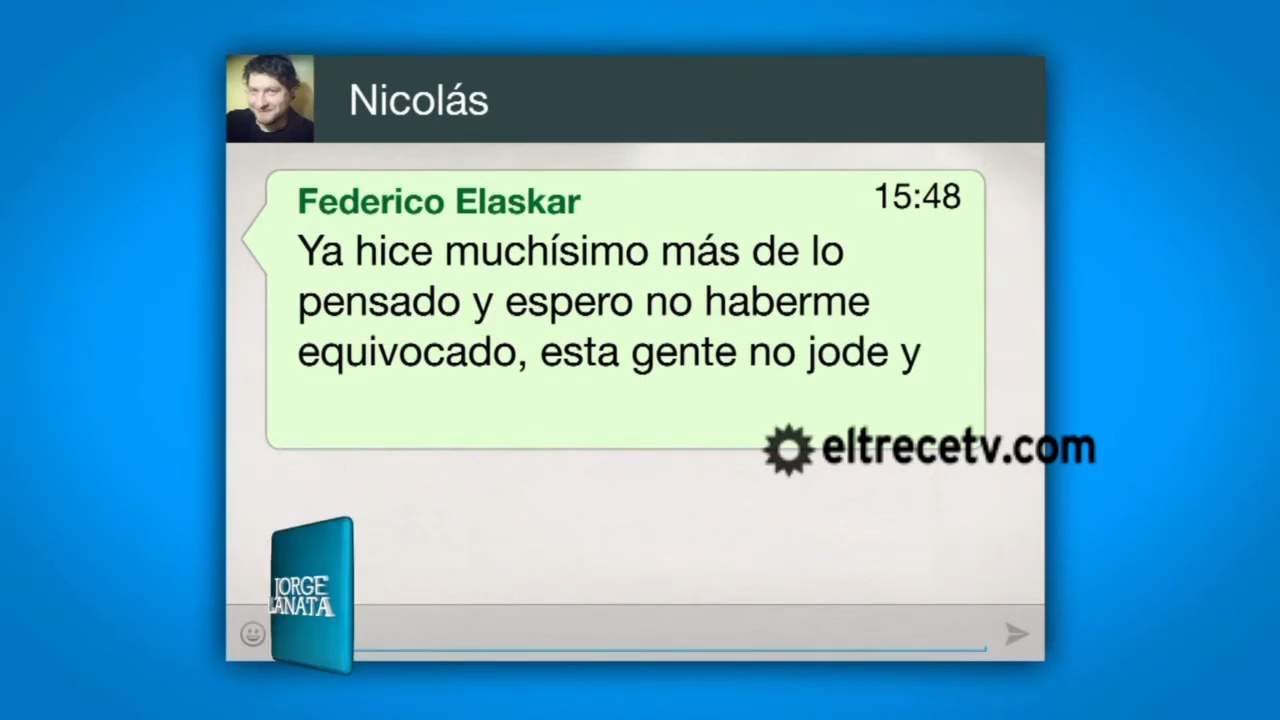 Nicolás
Federico Elaskar
15:48
Ya hice muchísimo más de lo
pensado y espero no haberme
equivocado, esta gente no jode y
eltrecetv.com
JORGE
LANATA